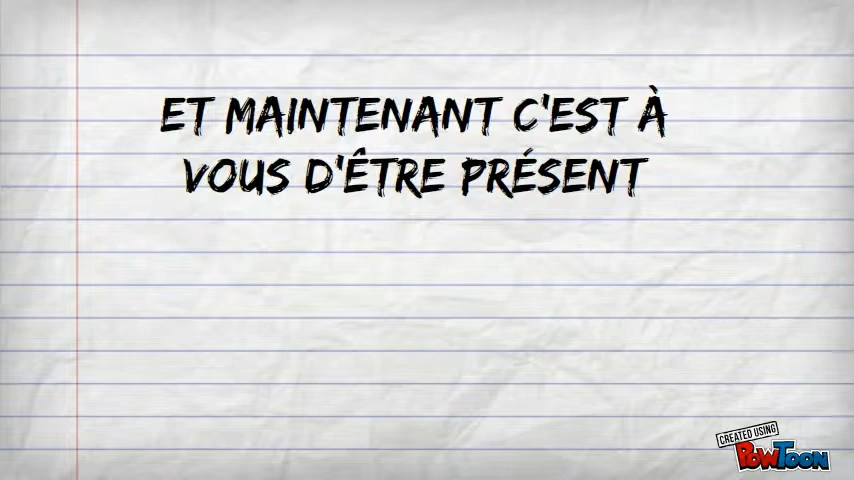 ET MAINTENANT C'EST À
VOUS D'ÊTRE PRÉSENT
CREATED USING
POWTOON